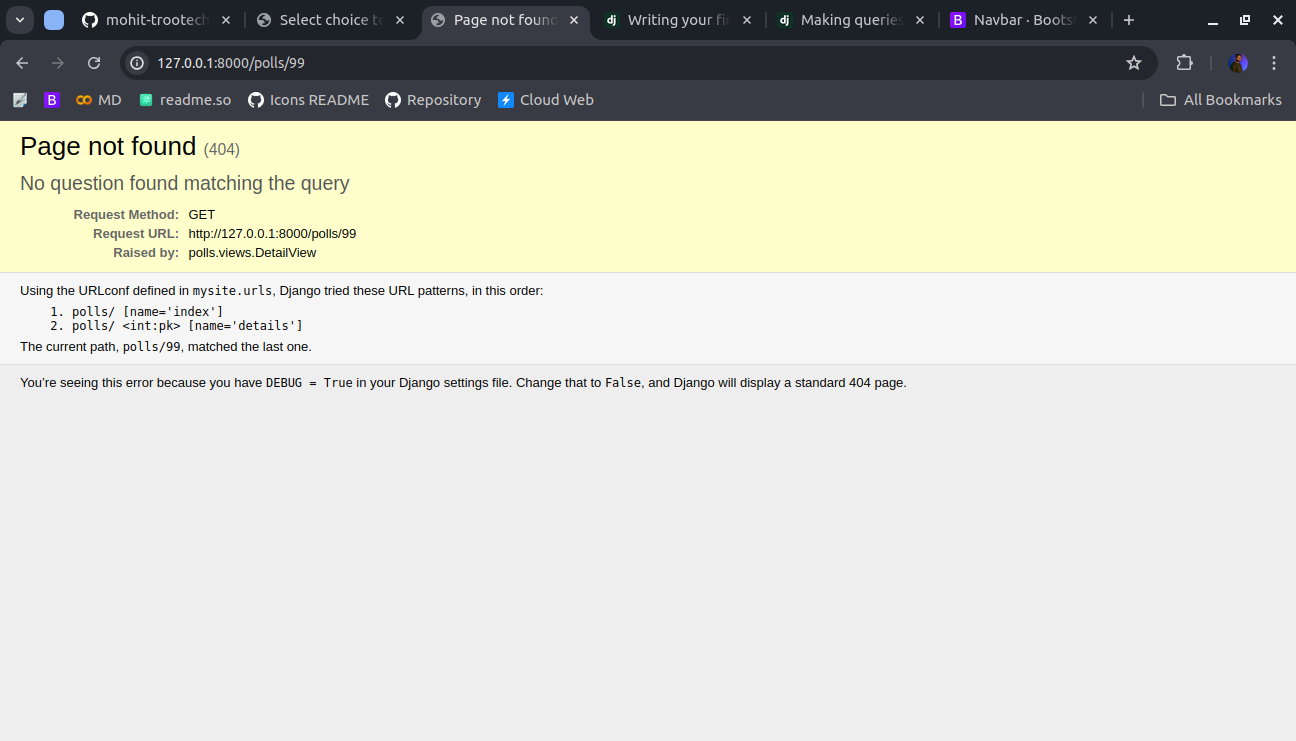 mohit-trootech
Select choice to
Page not found
Writing your fir
Making queries
Navbar · Boots
127.0.0.1:8000/polls/99
MD
readme.so
Icons README
Repository
Cloud Web
All Bookmarks
Page not found (404)
No question found matching the query
Request Method: GET
Request URL: http://127.0.0.1:8000/polls/99
Raised by: polls.views.DetailView
Using the URLconf defined in mysite.urls, Django tried these URL patterns, in this order:
1. polls/ [name='index']
2. polls/ <int:pk> [name='details']
The current path, polls/99, matched the last one.
You’re seeing this error because you have DEBUG = True in your Django settings file. Change that to False, and Django will display a standard 404 page.